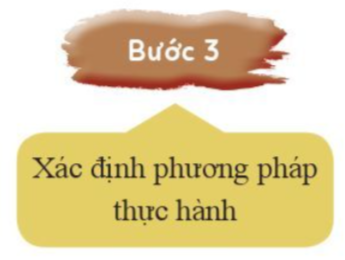 Bước 3
Xác định phương pháp
thực hành